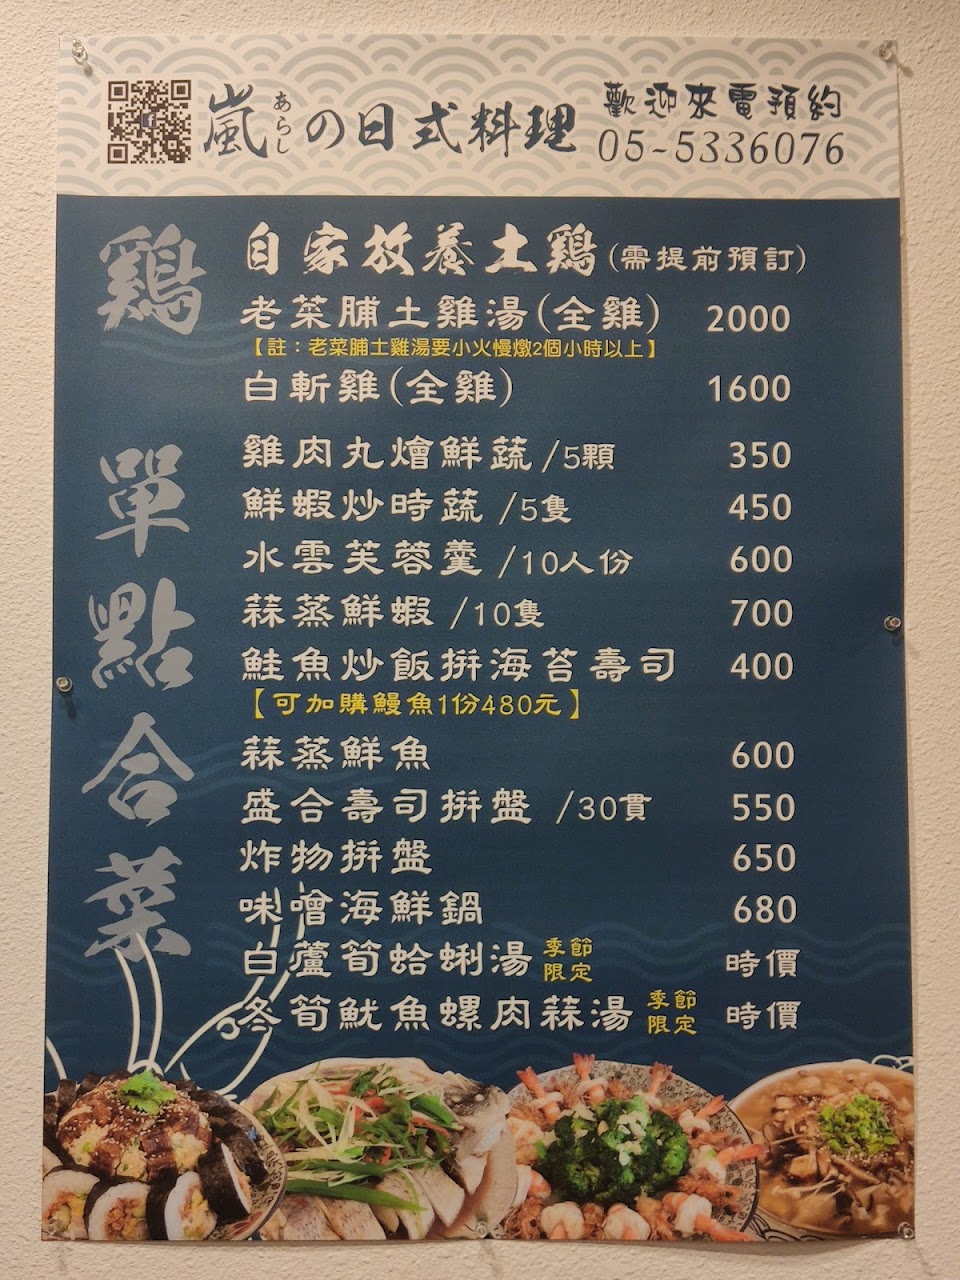 嵐の日式料理
あらし
歡迎來電預約
05-5336076
鶏
自家放養土鶏(需提前預訂)
老菜脯土雞湯(全雞) 2000
【註：老菜脯土雞湯要小火慢燉2個小時以上】
白斬雞(全雞) 1600
單點合菜
雞肉丸燴鮮蔬/5顆 350
鮮蝦炒時蔬/5隻 450
水雲芙蓉羹/10人份 600
蒜蒸鮮蝦/10隻 700
鮭魚炒飯拼海苔壽司 400
【可加購鰻魚1份480元】
蒜蒸鮮魚 600
盛合壽司拼盤/30貫 550
炸物拼盤 650
味噌海鮮鍋 680
白蘆筍蛤蜊湯 季節限定 時價
冬筍魷魚螺肉蒜湯 季節限定 時價